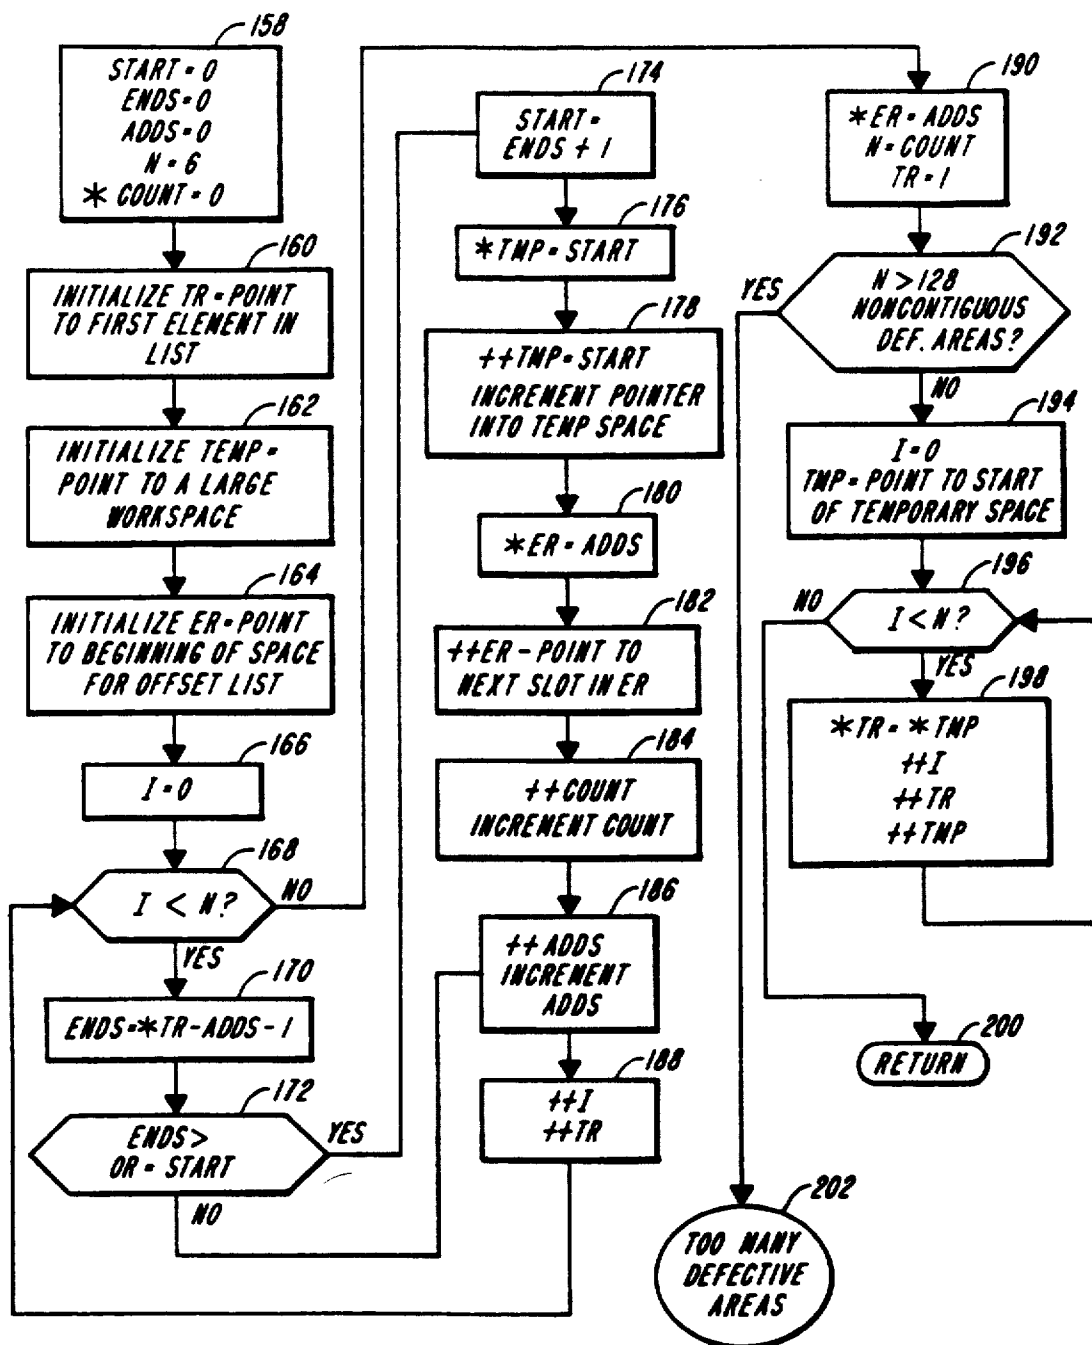 158
START=0
ENDS=0
ADDS=0
N=6
* COUNT=0
160
INITIALIZE TR=POINT
TO FIRST ELEMENT IN
LIST
162
INITIALIZE TEMP=
POINT TO A LARGE
WORKSPACE
164
INITIALIZE ER=POINT
TO BEGINNING OF SPACE
FOR OFFSET LIST
166
I=0
168
I < N?
NO
YES
170
ENDS=*TR-ADDS-1
172
ENDS>
OR = START
YES
NO
174
START=
ENDS + 1
176
*TMP=START
178
++TMP=START
INCREMENT POINTER
INTO TEMP SPACE
180
*ER=ADDS
182
++ER-POINT TO
NEXT SLOT IN ER
184
++COUNT
INCREMENT COUNT
186
++ADDS
INCREMENT
ADDS
188
++I
++TR
190
*ER=ADDS
N=COUNT
TR=1
192
YES
N>128
NONCONTIGUOUS
DEF. AREAS?
NO
194
I=0
TMP=POINT TO START
OF TEMPORARY SPACE
196
NO
I<N?
YES
198
*TR=*TMP
++I
++TR
++TMP
200
RETURN
202
TOO MANY
DEFECTIVE
AREAS